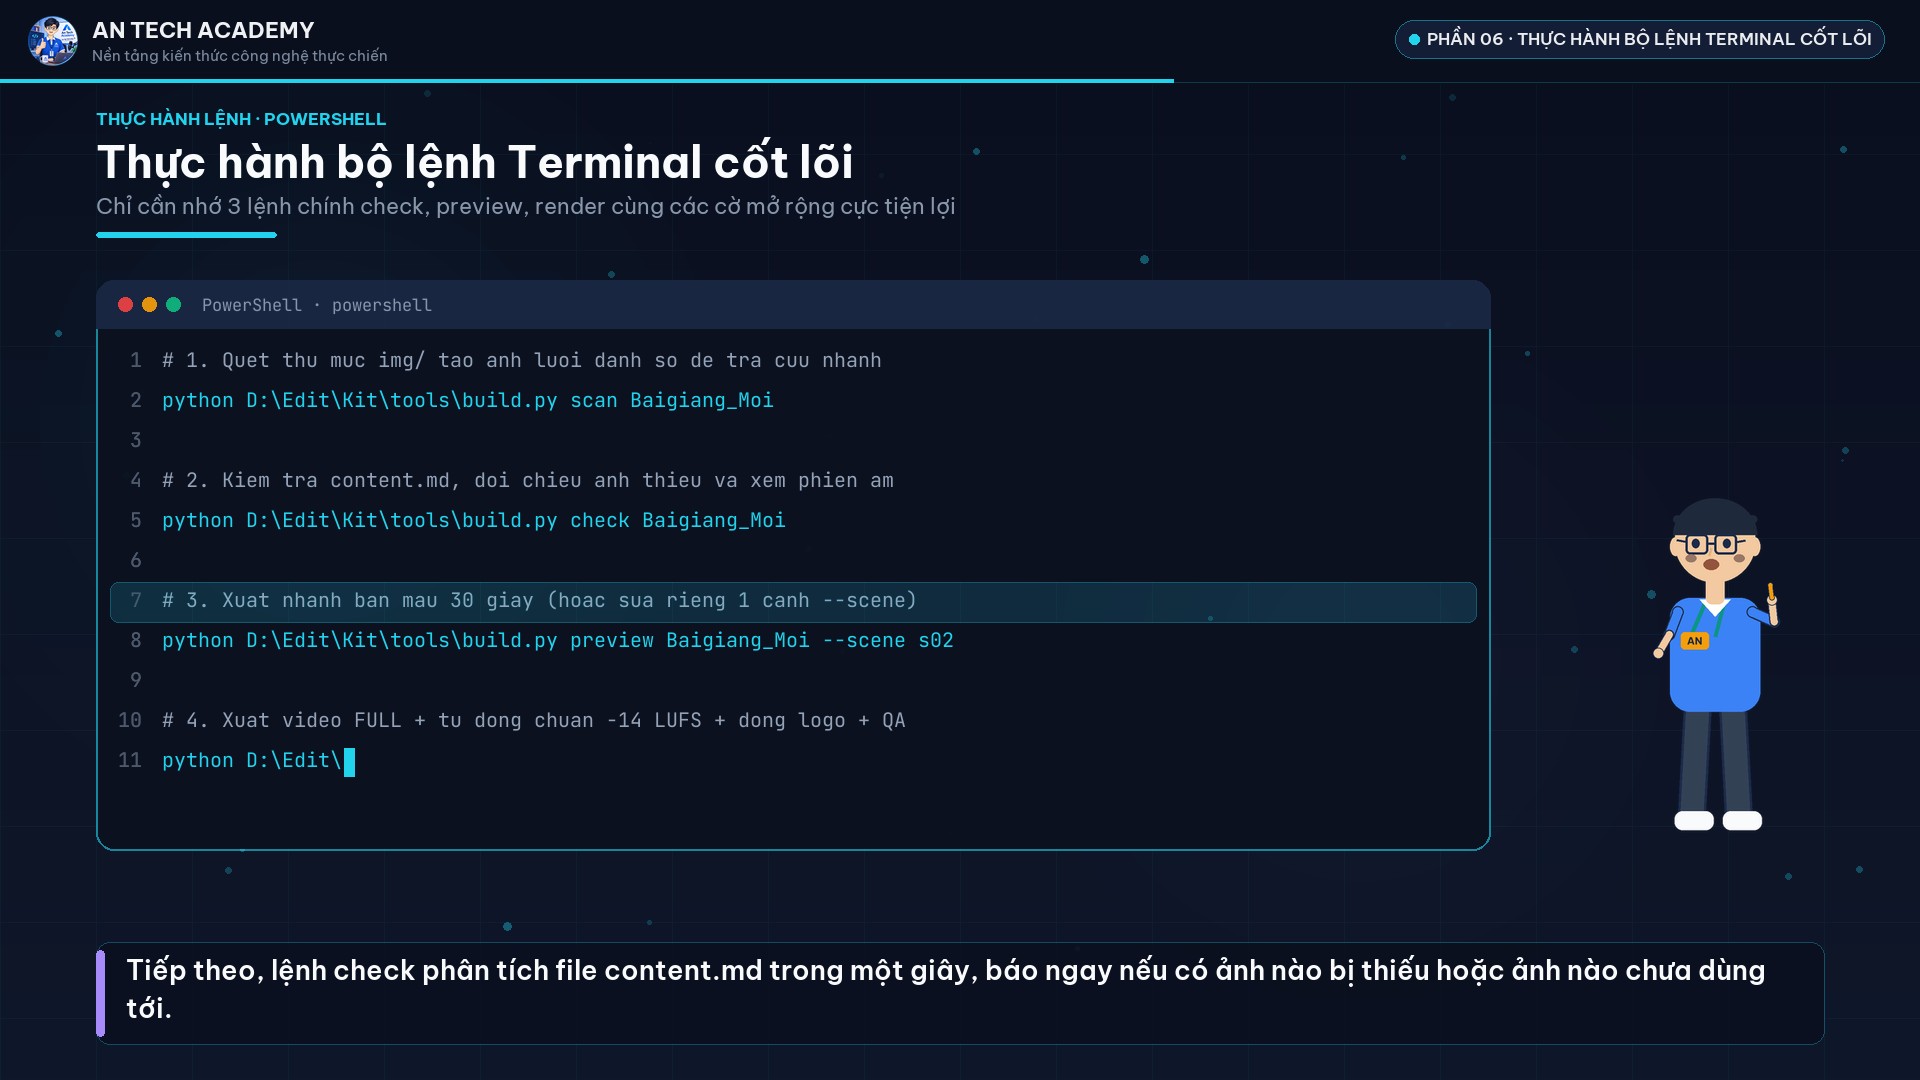 AN TECH ACADEMY
Nền tảng kiến thức công nghệ thực chiến
PHẦN 06 · THỰC HÀNH BỘ LỆNH TERMINAL CỐT LÕI
THỰC HÀNH LỆNH · POWERSHELL
Thực hành bộ lệnh Terminal cốt lõi
Chỉ cần nhớ 3 lệnh chính check, preview, render cùng các cờ mở rộng cực tiện lợi
PowerShell · powershell
1 # 1. Quet thu muc img/ tao anh luoi danh so de tra cuu nhanh
2 python D:\Edit\Kit\tools\build.py scan Baigiang_Moi
3
4 # 2. Kiem tra content.md, doi chieu anh thieu va xem phien am
5 python D:\Edit\Kit\tools\build.py check Baigiang_Moi
6
7 # 3. Xuat nhanh ban mau 30 giay (hoac sua rieng 1 canh --scene)
8 python D:\Edit\Kit\tools\build.py preview Baigiang_Moi --scene s02
9
10 # 4. Xuat video FULL + tu dong chuan -14 LUFS + dong logo + QA
11 python D:\Edit\
AN
Tiếp theo, lệnh check phân tích file content.md trong một giây, báo ngay nếu có ảnh nào bị thiếu hoặc ảnh nào chưa dùng
tới.